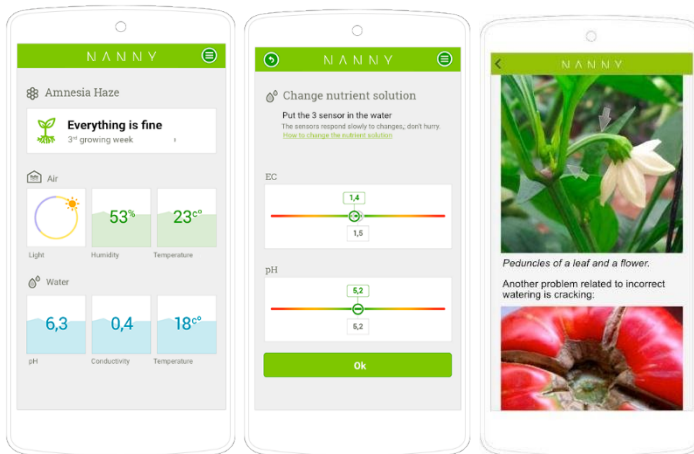 NANNY
Amnesia Haze
Everything is fine
3rd growing week
Air
53%
23c°
Light
Humidity
Temperature
Water
6,3
0,4
18c°
pH
Conductivity
Temperature
NANNY
Change nutrient solution
Put the 3 sensor in the water
The sensors respond slowly to changes, don't hurry.
How to change the nutrient solution
EC
1,4
1,5
pH
5,2
5,2
Ok
NANNY
Peduncles of a leaf and a flower.
Another problem related to incorrect
watering is cracking: